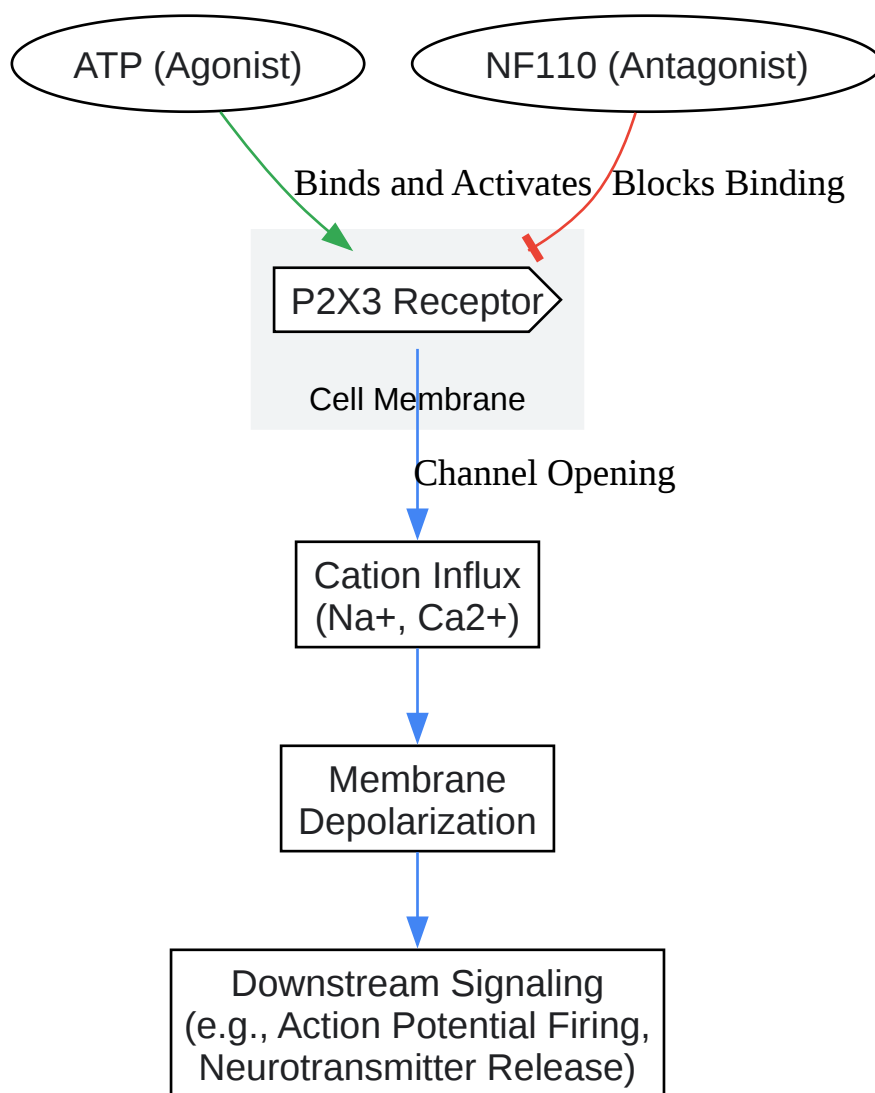 ATP (Agonist)
NF110 (Antagonist)
Binds and Activates
Blocks Binding
P2X3 Receptor
Cell Membrane
Channel Opening
Cation Influx
(Na+, Ca2+)
Membrane
Depolarization
Downstream Signaling
(e.g., Action Potential Firing,
Neurotransmitter Release)